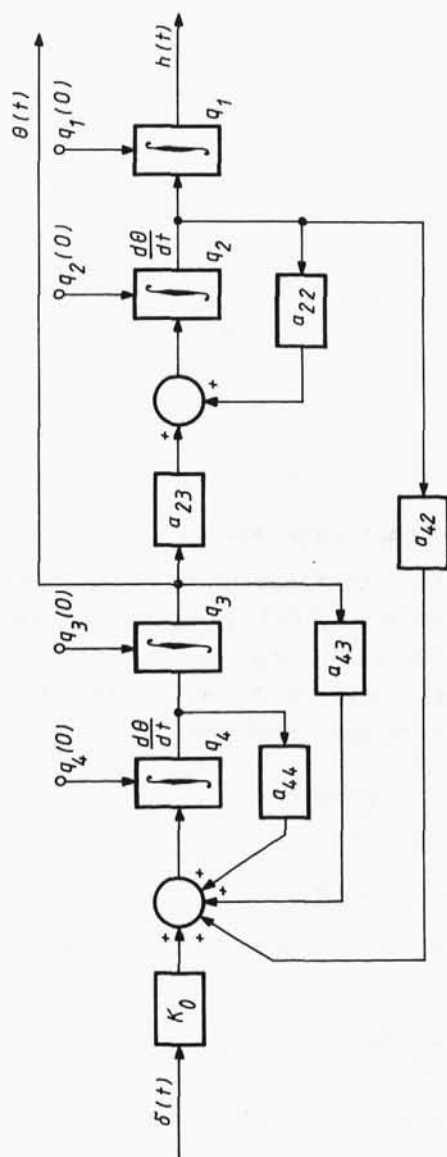 θ(t)
q₄(0)
q₃(0)
q₂(0)
q₁(0)
δ(t)
K₀
+
+
+
+
dθ/dt
q₄
a₄₄
q₃
a₄₃
a₂₃
+
+
dθ/dt
q₂
a₂₂
a₄₂
q₁
h(t)